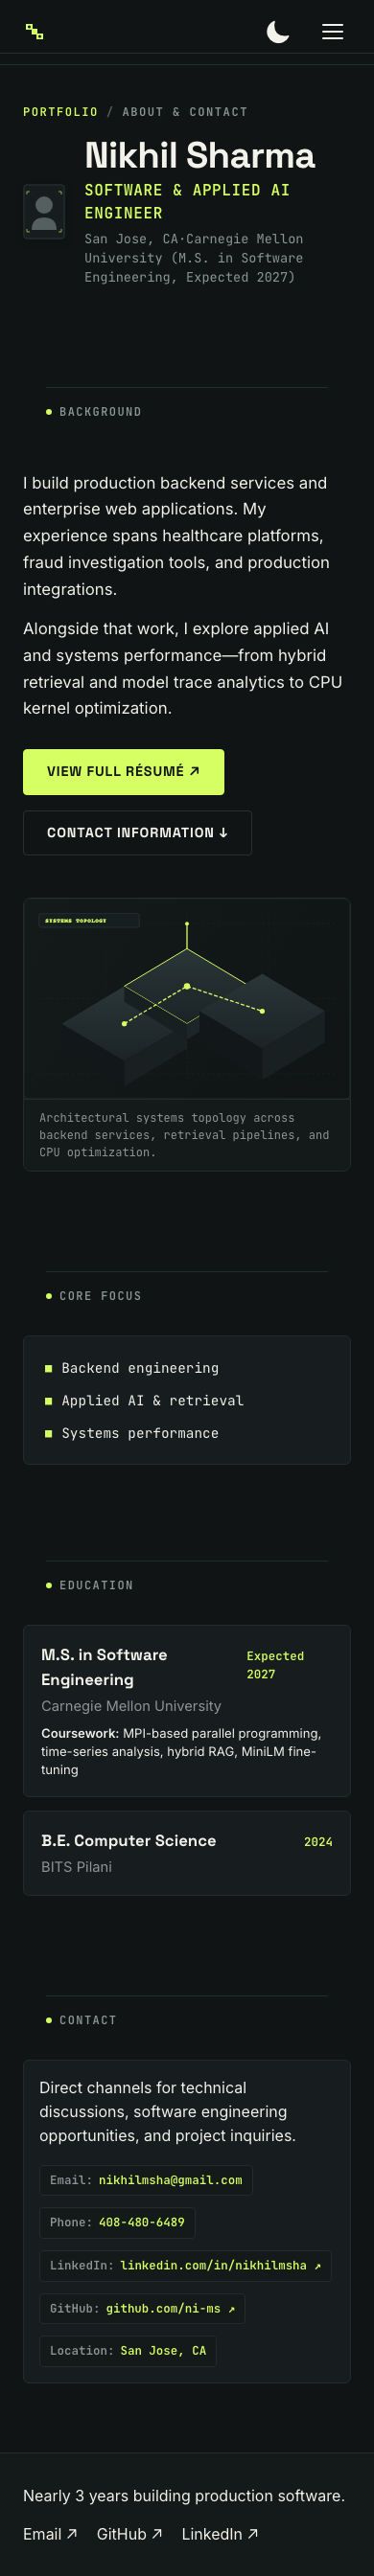 PORTFOLIO / ABOUT & CONTACT
Nikhil Sharma
SOFTWARE & APPLIED AI
ENGINEER
San Jose, CA·Carnegie Mellon
University (M.S. in Software
Engineering, Expected 2027)
BACKGROUND
I build production backend services and
enterprise web applications. My
experience spans healthcare platforms,
fraud investigation tools, and production
integrations.
Alongside that work, I explore applied AI
and systems performance—from hybrid
retrieval and model trace analytics to CPU
kernel optimization.
VIEW FULL RÉSUMÉ ↗
CONTACT INFORMATION ↓
SYSTEMS TOPOLOGY
Architectural systems topology across
backend services, retrieval pipelines, and
CPU optimization.
CORE FOCUS
Backend engineering
Applied AI & retrieval
Systems performance
EDUCATION
M.S. in Software Expected
Engineering 2027
Carnegie Mellon University
Coursework: MPI-based parallel programming,
time-series analysis, hybrid RAG, MiniLM fine-
tuning
B.E. Computer Science 2024
BITS Pilani
CONTACT
Direct channels for technical
discussions, software engineering
opportunities, and project inquiries.
Email: nikhilmsha@gmail.com
Phone: 408-480-6489
LinkedIn: linkedin.com/in/nikhilmsha ↗
GitHub: github.com/ni-ms ↗
Location: San Jose, CA
Nearly 3 years building production software.
Email ↗ GitHub ↗ LinkedIn ↗